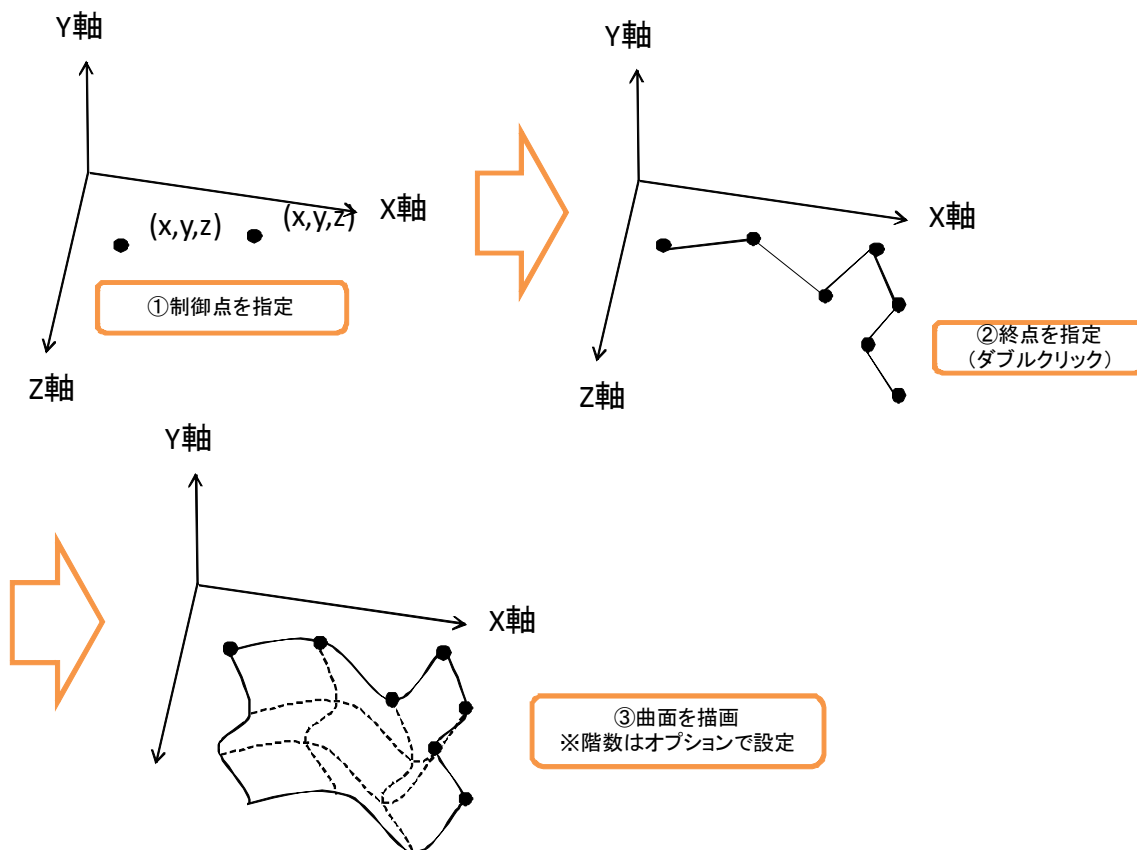 Y軸
(x,y,z)
(x,y,z)
X軸
①制御点を指定
Z軸
Y軸
X軸
②終点を指定
(ダブルクリック)
Z軸
Y軸
X軸
③曲面を描画
※階数はオプションで設定